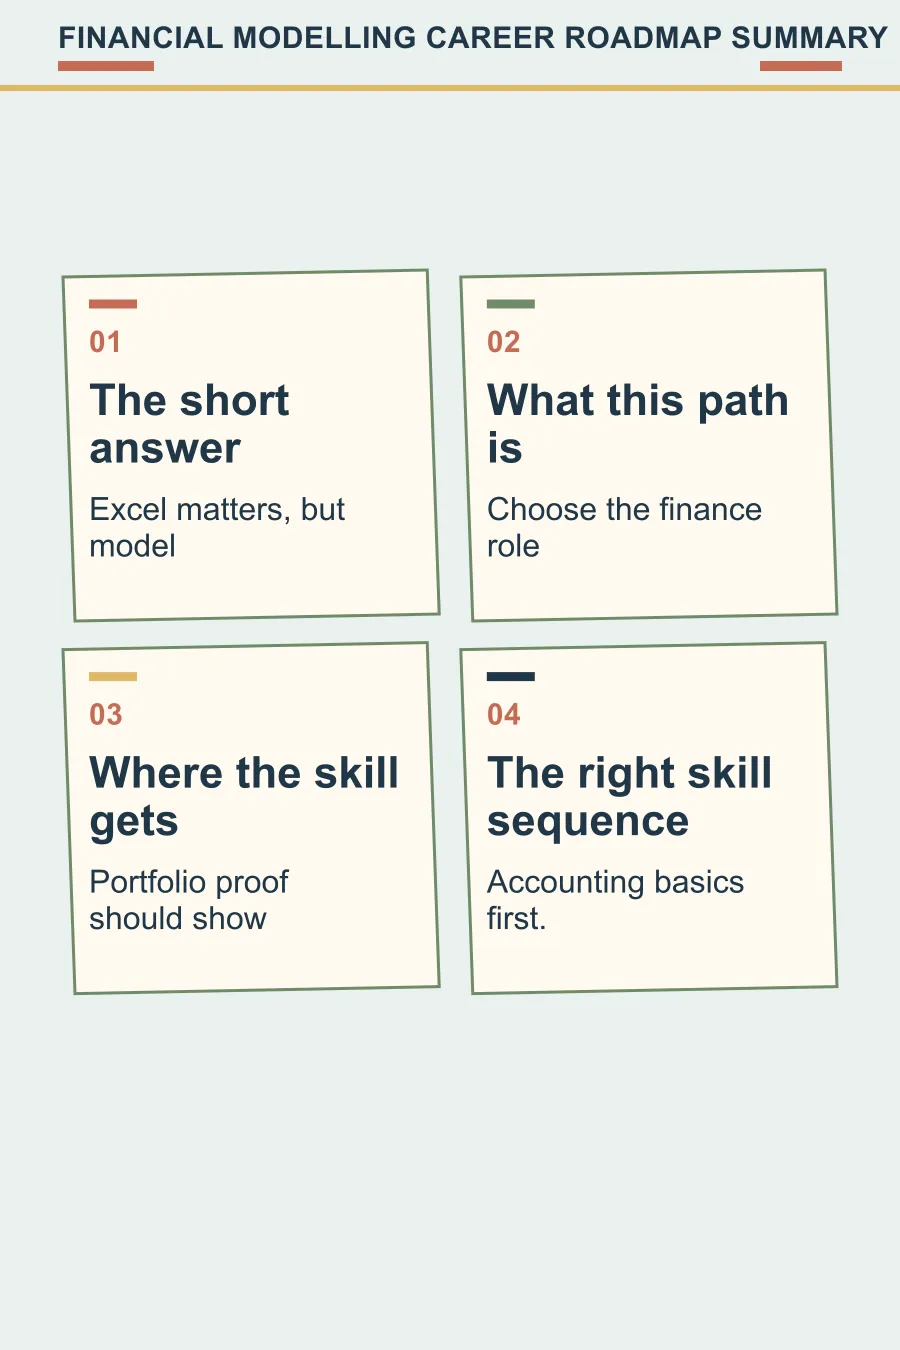 FINANCIAL MODELLING CAREER ROADMAP SUMMARY
01
The short
answer
Excel matters, but
model
02
What this path
is
Choose the finance
role
03
Where the skill
gets
Portfolio proof
should show
04
The right skill
sequence
Accounting basics
first.